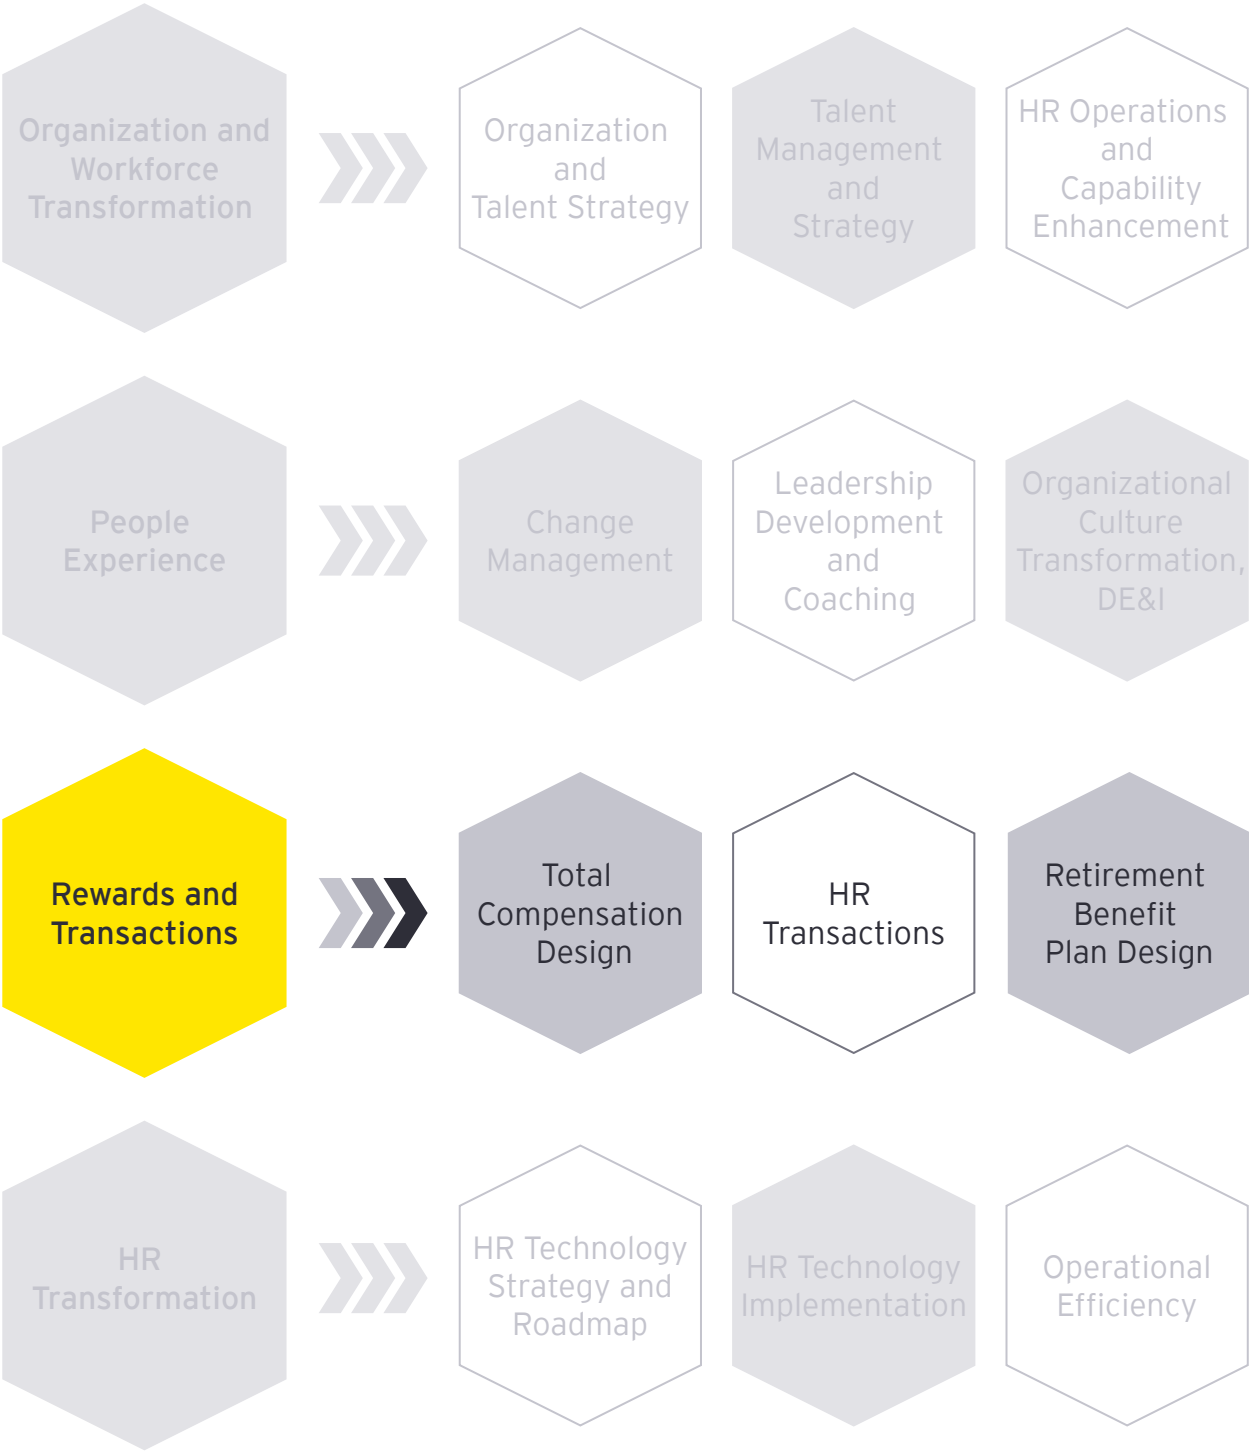 Organization and
Workforce
Transformation
Organization
and
Talent Strategy
Talent
Management
and
Strategy
HR Operations
and
Capability
Enhancement
People
Experience
Change
Management
Leadership
Development
and
Coaching
Organizational
Culture
Transformation,
DE&I
Rewards and
Transactions
Total
Compensation
Design
HR
Transactions
Retirement
Benefit
Plan Design
HR
Transformation
HR Technology
Strategy and
Roadmap
HR Technology
Implementation
Operational
Efficiency